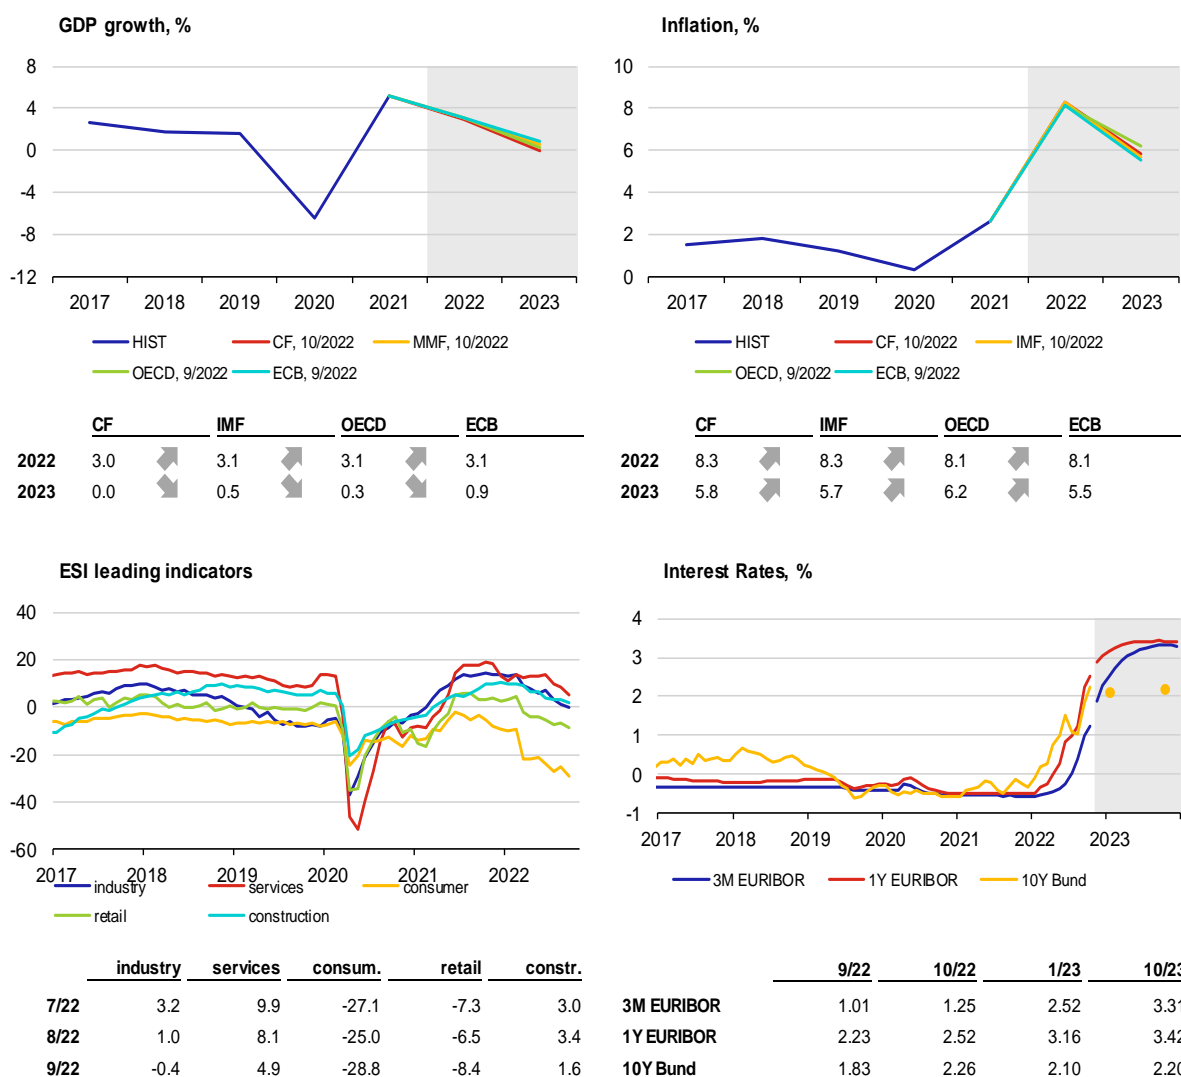 GDP growth, %
8
4
0
-4
-8
-12
2017 2018 2019 2020 2021 2022 2023
HIST CF, 10/2022 MMF, 10/2022
OECD, 9/2022 ECB, 9/2022
CF IMF OECD ECB
2022 3.0 3.1 3.1 3.1
2023 0.0 0.5 0.3 0.9
Inflation, %
10
8
6
4
2
0
2017 2018 2019 2020 2021 2022 2023
HIST CF, 10/2022 IMF, 10/2022
OECD, 9/2022 ECB, 9/2022
CF IMF OECD ECB
2022 8.3 8.3 8.1 8.1
2023 5.8 5.7 6.2 5.5
ESI leading indicators
40
20
0
-20
-40
-60
2017 2018 2019 2020 2021 2022
industry services consumer
retail construction
industry services consum. retail constr.
7/22 3.2 9.9 -27.1 -7.3 3.0
8/22 1.0 8.1 -25.0 -6.5 3.4
9/22 -0.4 4.9 -28.8 -8.4 1.6
Interest Rates, %
4
3
2
1
0
-1
2017 2018 2019 2020 2021 2022 2023
3M EURIBOR 1Y EURIBOR 10Y Bund
9/22 10/22 1/23 10/23
3M EURIBOR 1.01 1.25 2.52 3.31
1Y EURIBOR 2.23 2.52 3.16 3.42
10Y Bund 1.83 2.26 2.10 2.20